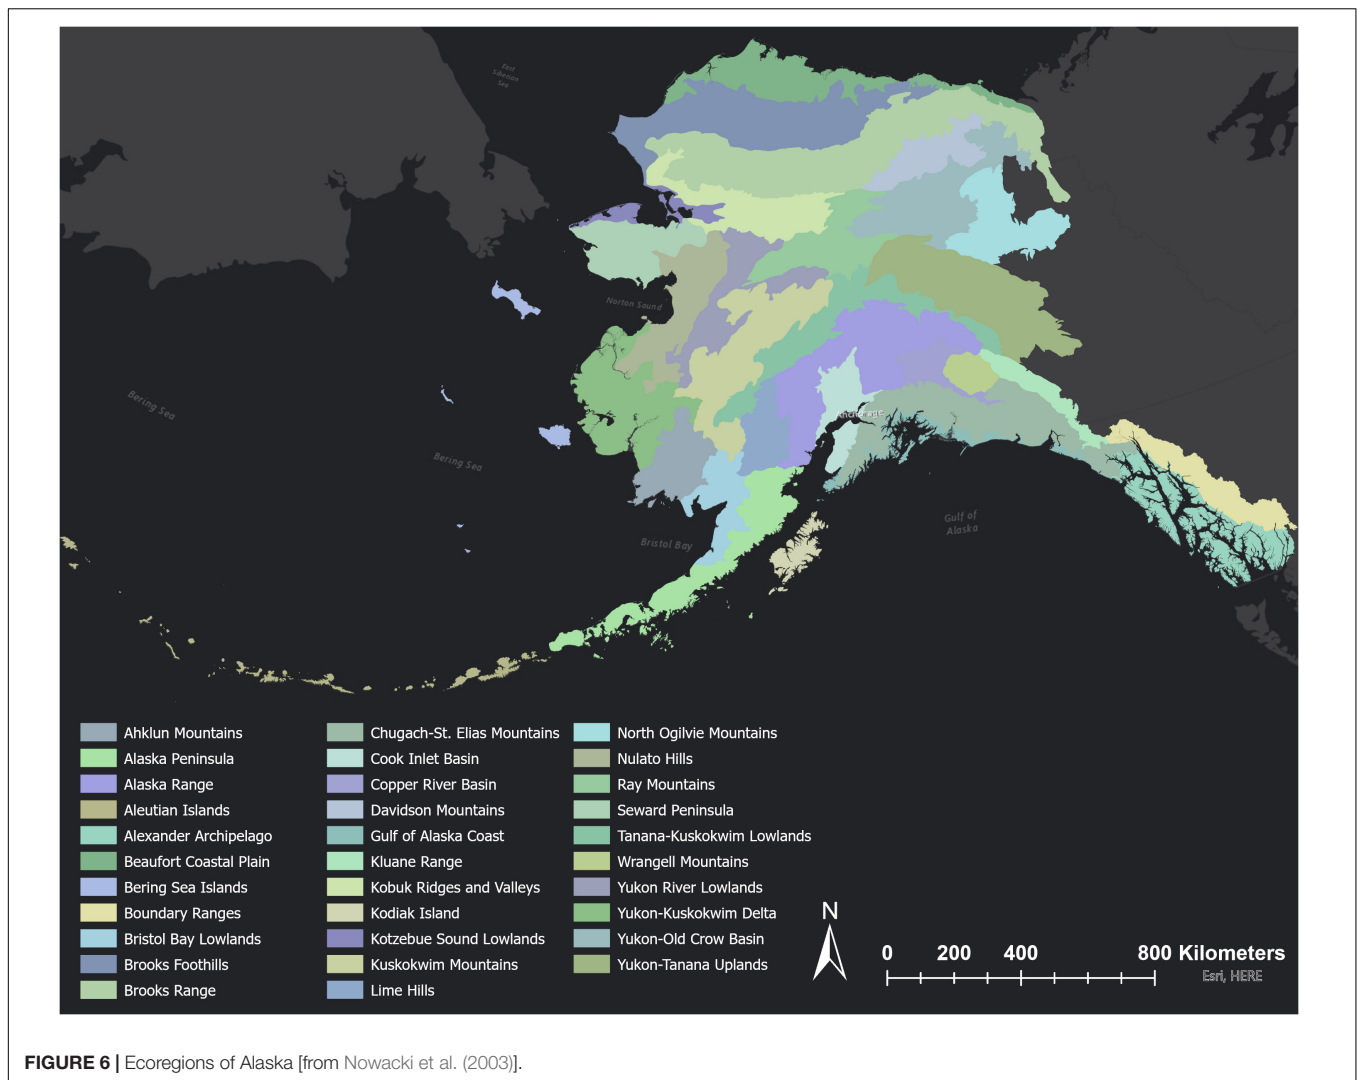 East
Siberian
Sea
Norton Sound
Bering Sea
Anchorage
Bering Sea
Gulf of
Alaska
Bristol Bay
Ahklun Mountains
Alaska Peninsula
Alaska Range
Aleutian Islands
Alexander Archipelago
Beaufort Coastal Plain
Bering Sea Islands
Boundary Ranges
Bristol Bay Lowlands
Brooks Foothills
Brooks Range
Chugach-St. Elias Mountains
Cook Inlet Basin
Copper River Basin
Davidson Mountains
Gulf of Alaska Coast
Kluane Range
Kobuk Ridges and Valleys
Kodiak Island
Kotzebue Sound Lowlands
Kuskokwim Mountains
Lime Hills
North Ogilvie Mountains
Nulato Hills
Ray Mountains
Seward Peninsula
Tanana-Kuskokwim Lowlands
Wrangell Mountains
Yukon River Lowlands
Yukon-Kuskokwim Delta
Yukon-Old Crow Basin
Yukon-Tanana Uplands
N
0 200 400 800 Kilometers
Esri, HERE
FIGURE 6 | Ecoregions of Alaska [from Nowacki et al. (2003)].